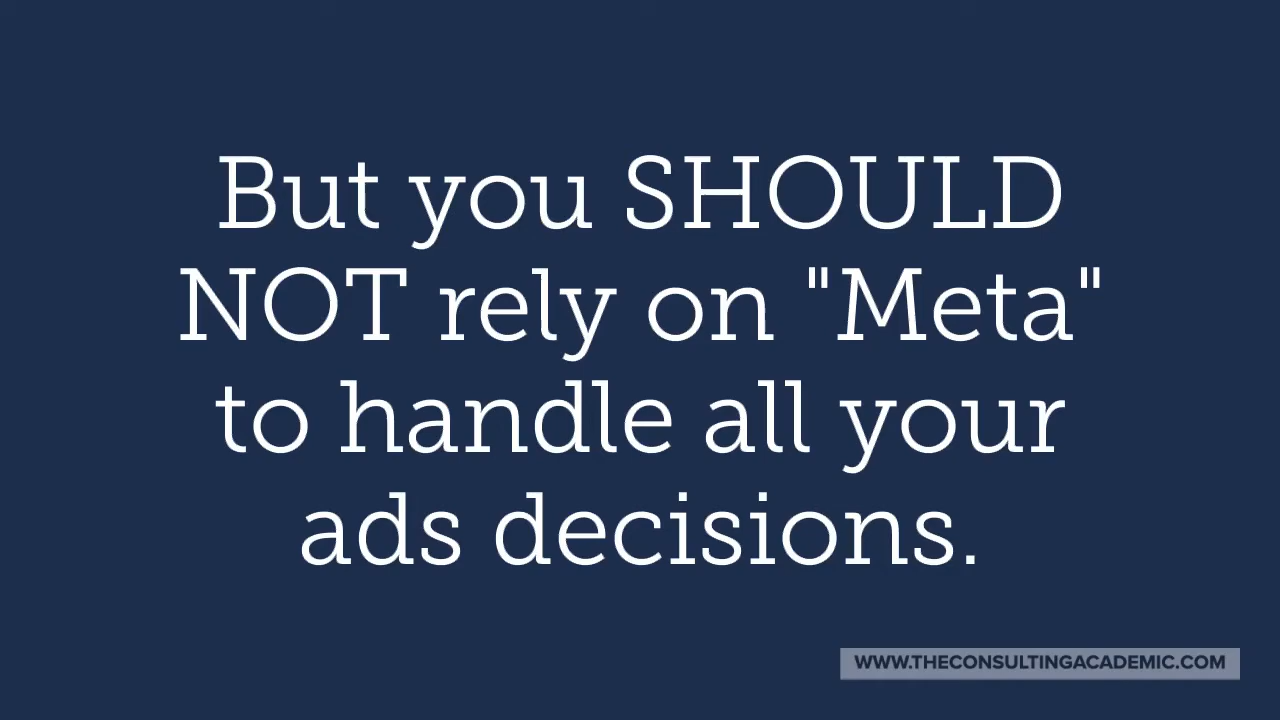 But you SHOULD
NOT rely on "Meta"
to handle all your
ads decisions.
WWW.THECONSULTINGACADEMIC.COM